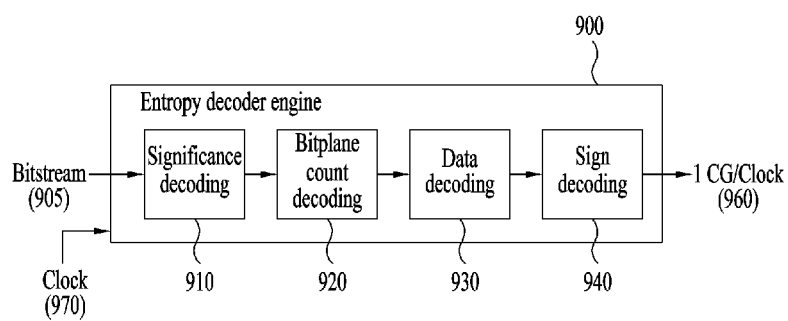 900
Entropy decoder engine
Bitstream
(905)
Significance
decoding
Bitplane
count
decoding
Data
decoding
Sign
decoding
1 CG/Clock
(960)
Clock
(970)
910
920
930
940